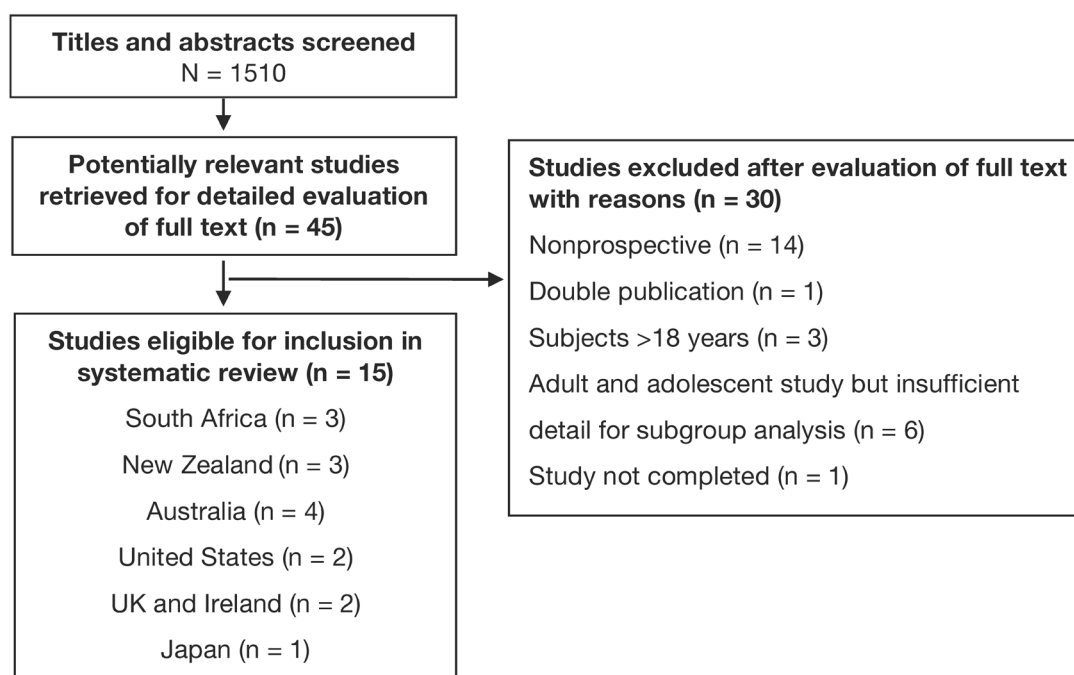 Titles and abstracts screened
N = 1510
Potentially relevant studies
retrieved for detailed evaluation
of full text (n = 45)
Studies excluded after evaluation of full text
with reasons (n = 30)
Nonprospective (n = 14)
Double publication (n = 1)
Subjects >18 years (n = 3)
Adult and adolescent study but insufficient
detail for subgroup analysis (n = 6)
Study not completed (n = 1)
Studies eligible for inclusion in
systematic review (n = 15)
South Africa (n = 3)
New Zealand (n = 3)
Australia (n = 4)
United States (n = 2)
UK and Ireland (n = 2)
Japan (n = 1)